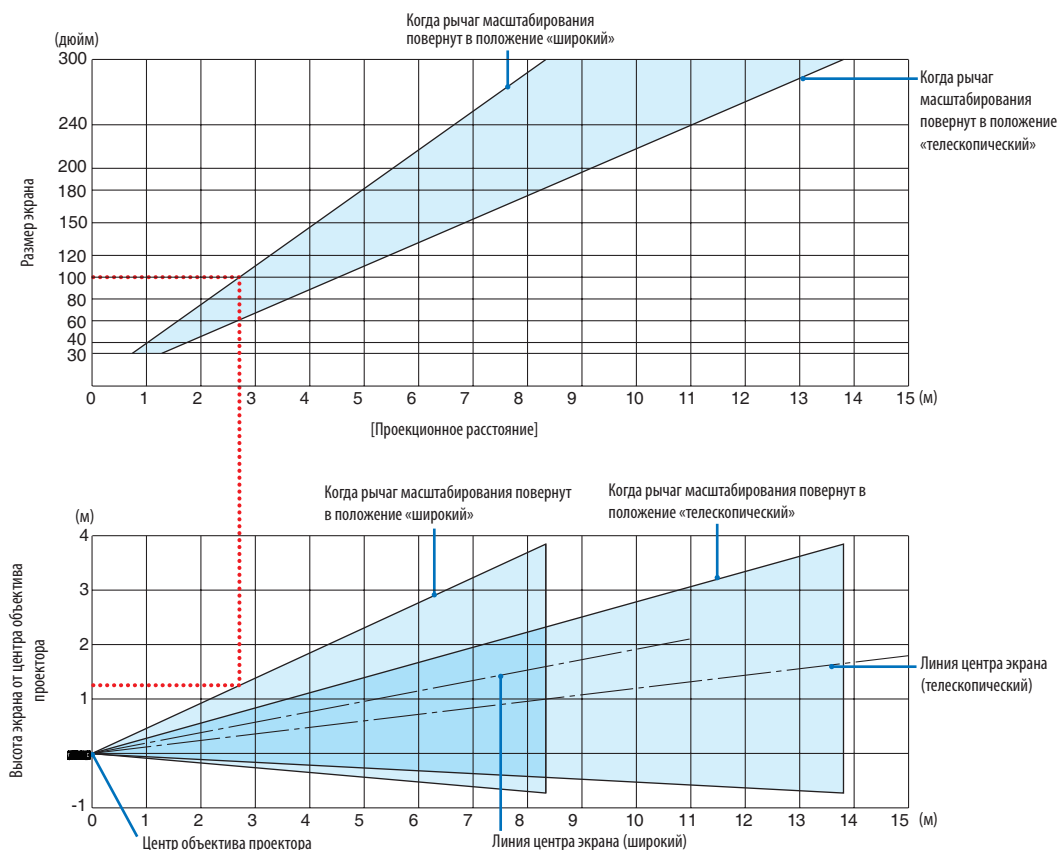 Когда рычаг масштабирования
повернут в положение «широкий»
(дюйм)
300
240
200
180
150
120
100
80
60
40
30
Размер экрана
Когда рычаг
масштабирования
повернут в положение
«телескопический»
0 1 2 3 4 5 6 7 8 9 10 11 12 13 14 15 (м)
[Проекционное расстояние]
Когда рычаг масштабирования повернут
в положение «широкий»
Когда рычаг масштабирования повернут в
положение «телескопический»
(м)
4
3
2
1
-1
Высота экрана от центра объектива
проектора
Линия центра экрана
(телескопический)
0 1 2 3 4 5 6 7 8 9 10 11 12 13 14 15 (м)
Центр объектива проектора
Линия центра экрана (широкий)